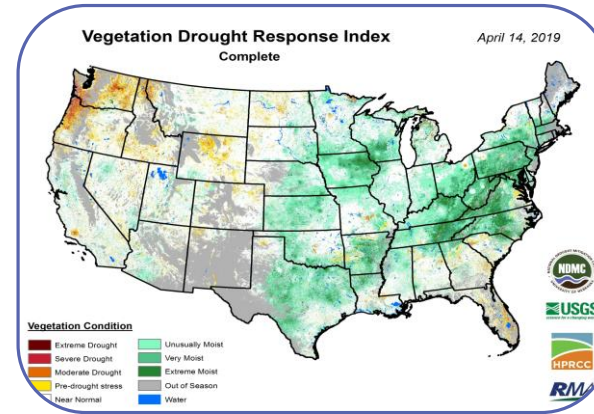 Vegetation Drought Response Index
Complete
April 14, 2019
Vegetation Condition
Extreme Drought
Severe Drought
Moderate Drought
Pre-drought stress
Near Normal
Unusually Moist
Very Moist
Extreme Moist
Out of Season
Water
NDMC
USGS
HPRCC
RMA